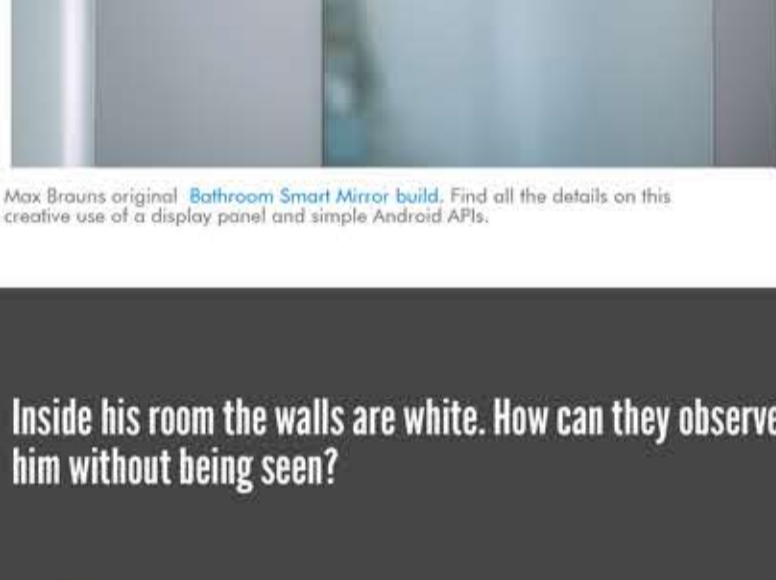 Max Brauns original Bathroom Smart Mirror build. Find all the details on this
creative use of a display panel and simple Android APIs.
Inside his room the walls are white. How can they observe
him without being seen?